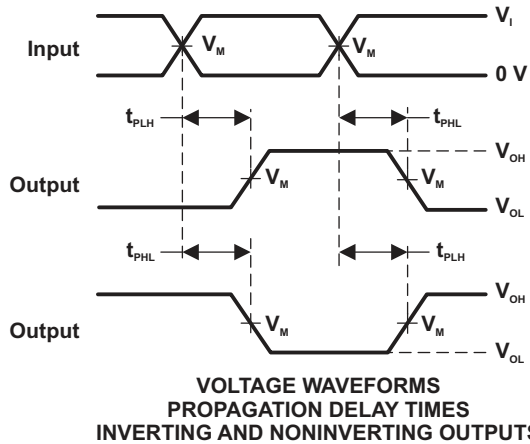 V_I
Input
V_M
V_M
0 V
t_PLH
t_PHL
V_OH
Output
V_M
V_M
V_OL
t_PHL
t_PLH
V_OH
Output
V_M
V_M
V_OL
VOLTAGE WAVEFORMS
PROPAGATION DELAY TIMES
INVERTING AND NONINVERTING OUTPUTS